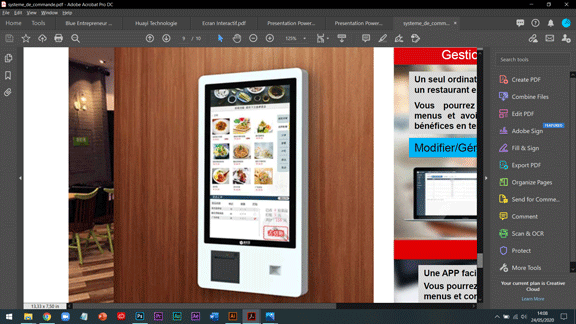 systeme_de_commande.pdf - Adobe Acrobat Pro DC
File Edit View Window Help
Home Tools Blue Entrepreneur ... Huayi Technologie Ecran Interactif.pdf Presentation Power... Presentation Power... systeme_de_comm... ×
9 / 10 125%
Gestio
Un seul ordinat
un restaurant e
Vous pourrez
menus et avoi
bénéfices en te
Modifier/Gér
Une APP facil
Vous pourrez
menus et con
13,33 x 7,50 in
Search tools
Create PDF
Combine Files
Edit PDF
FEATURED
Adobe Sign
Fill & Sign
Export PDF
Organize Pages
Send for Comme...
Comment
Scan & OCR
Protect
More Tools
Your current plan is Creative
Cloud
Learn More
14:08
24/05/2020